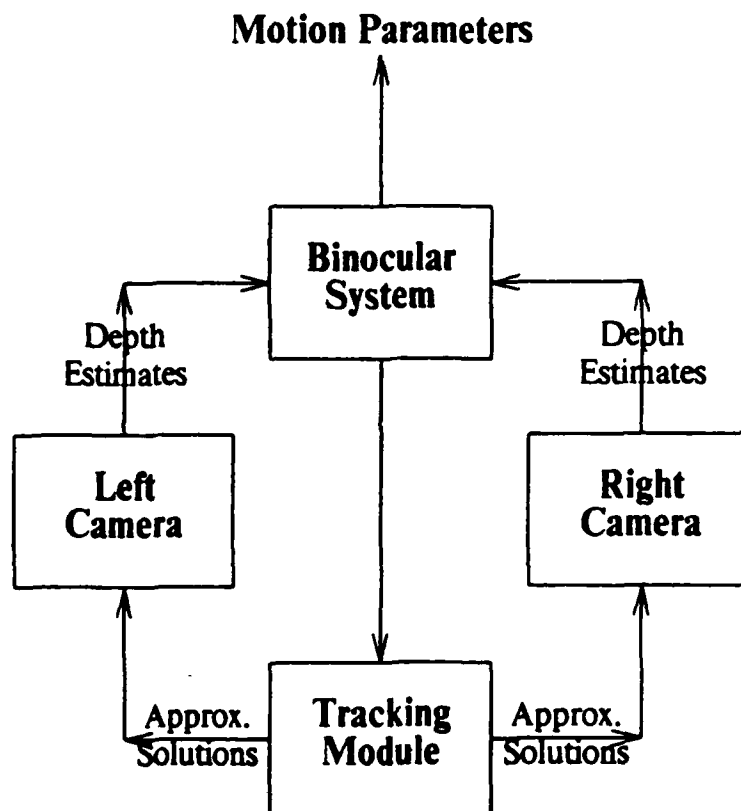 Motion Parameters
Binocular
System
Depth
Estimates
Depth
Estimates
Left
Camera
Right
Camera
Approx.
Solutions
Tracking
Module
Approx.
Solutions